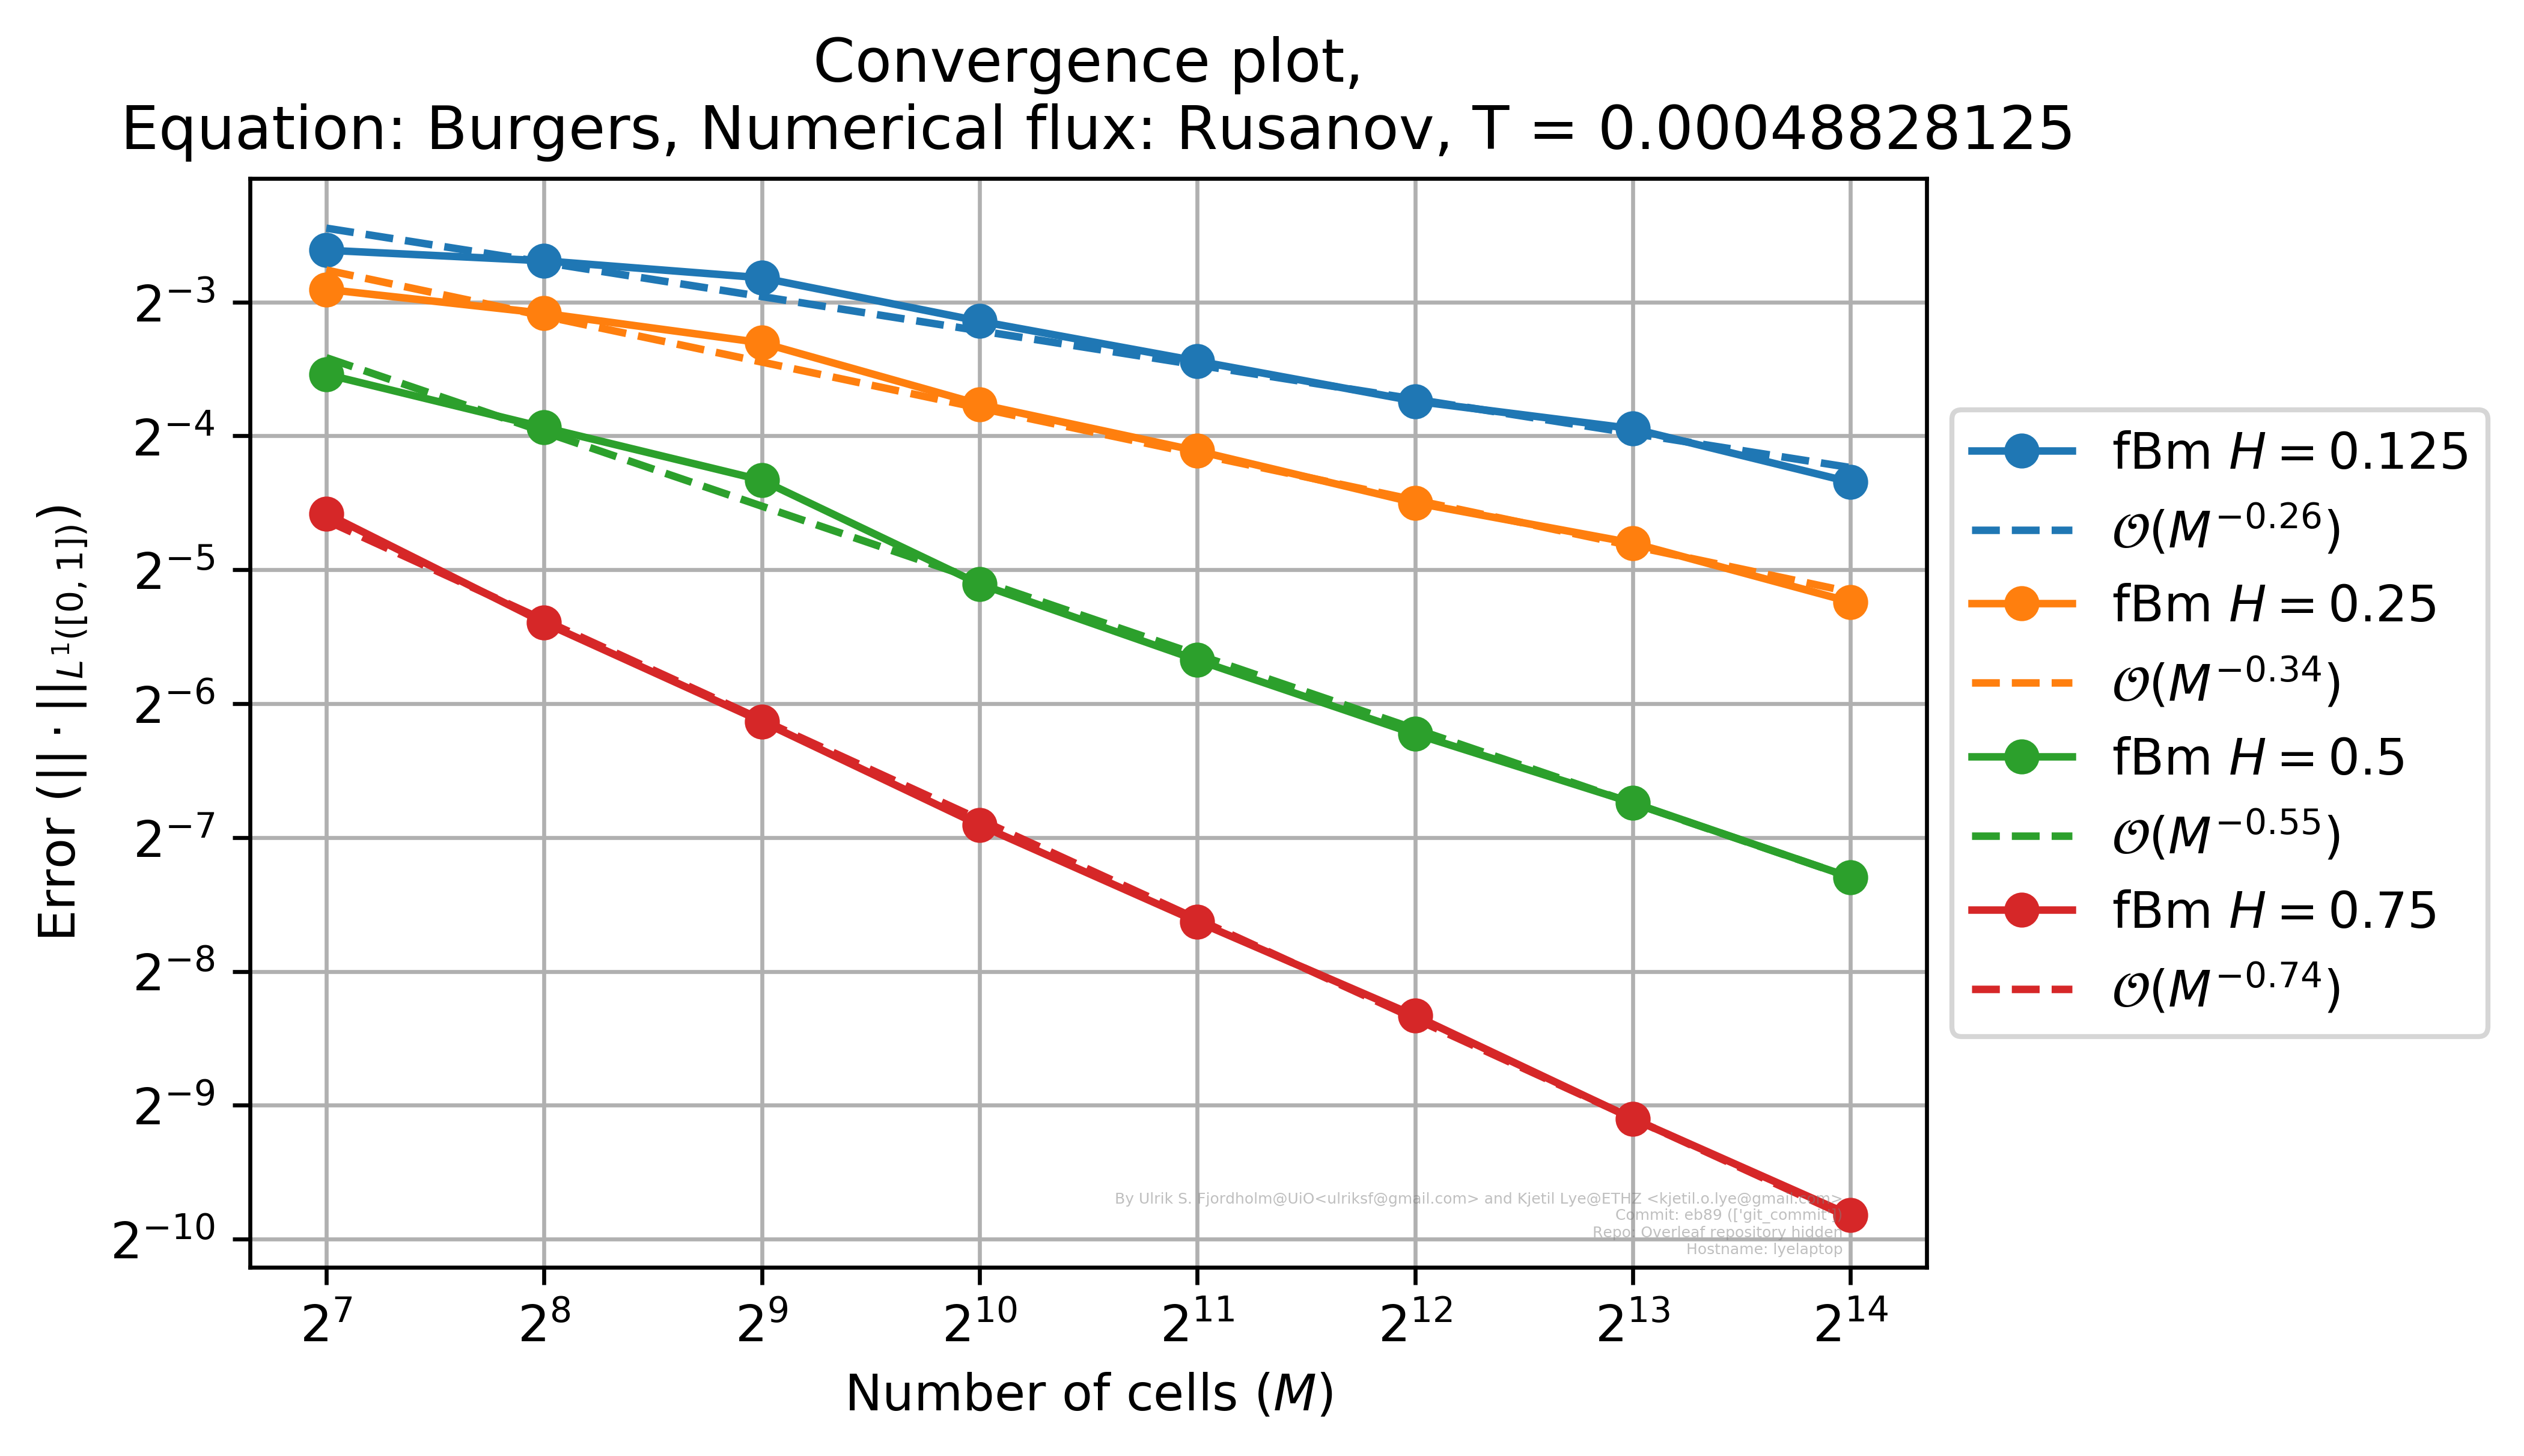 Convergence plot,
Equation: Burgers, Numerical flux: Rusanov, T = 0.00048828125
Error (|| · ||_{L^1([0, 1])})
2^{−3}
2^{−4}
2^{−5}
2^{−6}
2^{−7}
2^{−8}
2^{−9}
2^{−10}
2^7
2^8
2^9
2^{10}
2^{11}
2^{12}
2^{13}
2^{14}
Number of cells (M)
fBm H = 0.125
𝒪(M^{−0.26})
fBm H = 0.25
𝒪(M^{−0.34})
fBm H = 0.5
𝒪(M^{−0.55})
fBm H = 0.75
𝒪(M^{−0.74})
By Ulrik S. Fjordholm@UiO<ulriksf@gmail.com> and Kjetil Lye@ETHZ <kjetil.o.lye@gmail.com>
Commit: eb89 (['git_commit'])
Repo: Overleaf repository hidden
Hostname: lyelaptop